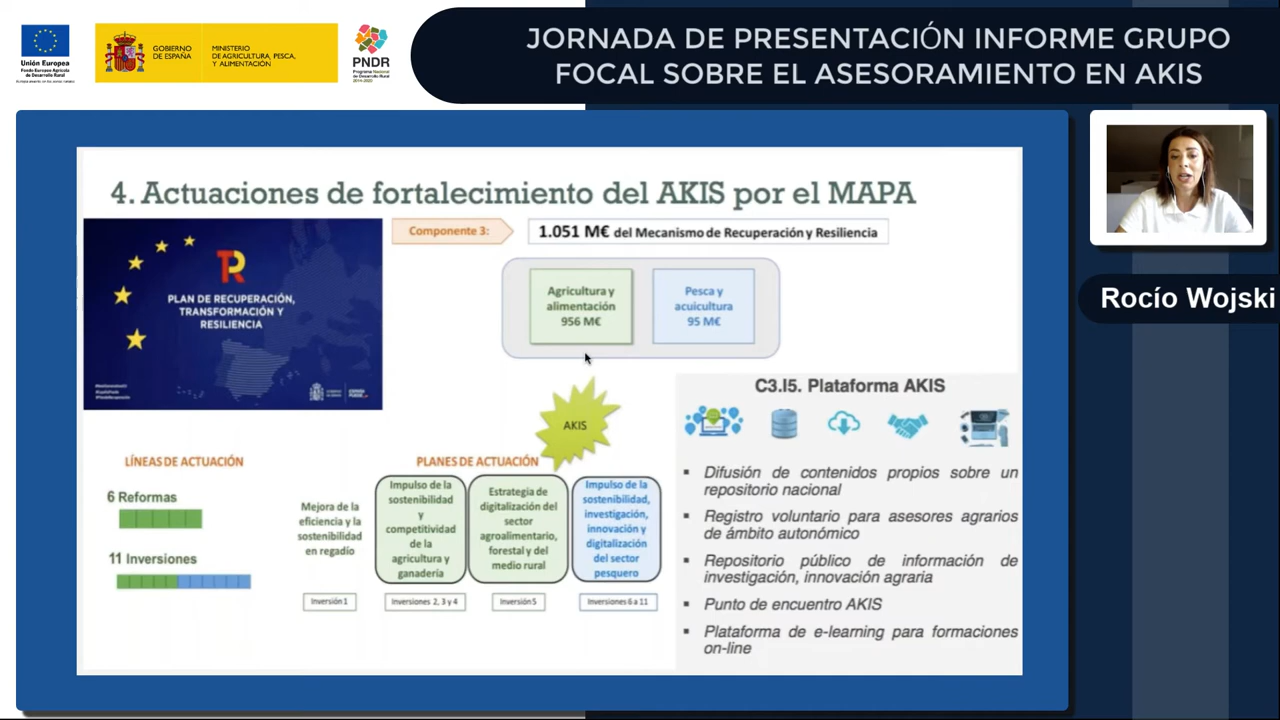 Unión Europea
Fondo Europeo Agrícola
de Desarrollo Rural
GOBIERNO
DE ESPAÑA
MINISTERIO
DE AGRICULTURA, PESCA,
Y ALIMENTACIÓN
PNDR
Programa Nacional
de Desarrollo Rural
2014-2020
JORNADA DE PRESENTACIÓN INFORME GRUPO
FOCAL SOBRE EL ASESORAMIENTO EN AKIS
4. Actuaciones de fortalecimiento del AKIS por el MAPA
PLAN DE RECUPERACIÓN,
TRANSFORMACIÓN Y
RESILIENCIA
Componente 3:
1.051 M€ del Mecanismo de Recuperación y Resiliencia
Agricultura y
alimentación
956 M€
Pesca y
acuicultura
95 M€
AKIS
LÍNEAS DE ACTUACIÓN
6 Reformas
11 Inversiones
PLANES DE ACTUACIÓN
Mejora de la
eficiencia y la
sostenibilidad
en regadío
Inversión 1
Impulso de la
sostenibilidad
y
competitividad
de la
agricultura y
ganadería
Inversiones 2, 3 y 4
Estrategia de
digitalización del
sector
agroalimentario,
forestal y del
medio rural
Inversión 5
Impulso de la
sostenibilidad,
investigación,
innovación y
digitalización
del sector
pesquero
Inversiones 6 a 11
C3.I5. Plataforma AKIS
▪ Difusión de contenidos propios sobre un
repositorio nacional
▪ Registro voluntario para asesores agrarios
de ámbito autonómico
▪ Repositorio público de información de
investigación, innovación agraria
▪ Punto de encuentro AKIS
▪ Plataforma de e-learning para formaciones
on-line
Rocío Wojski